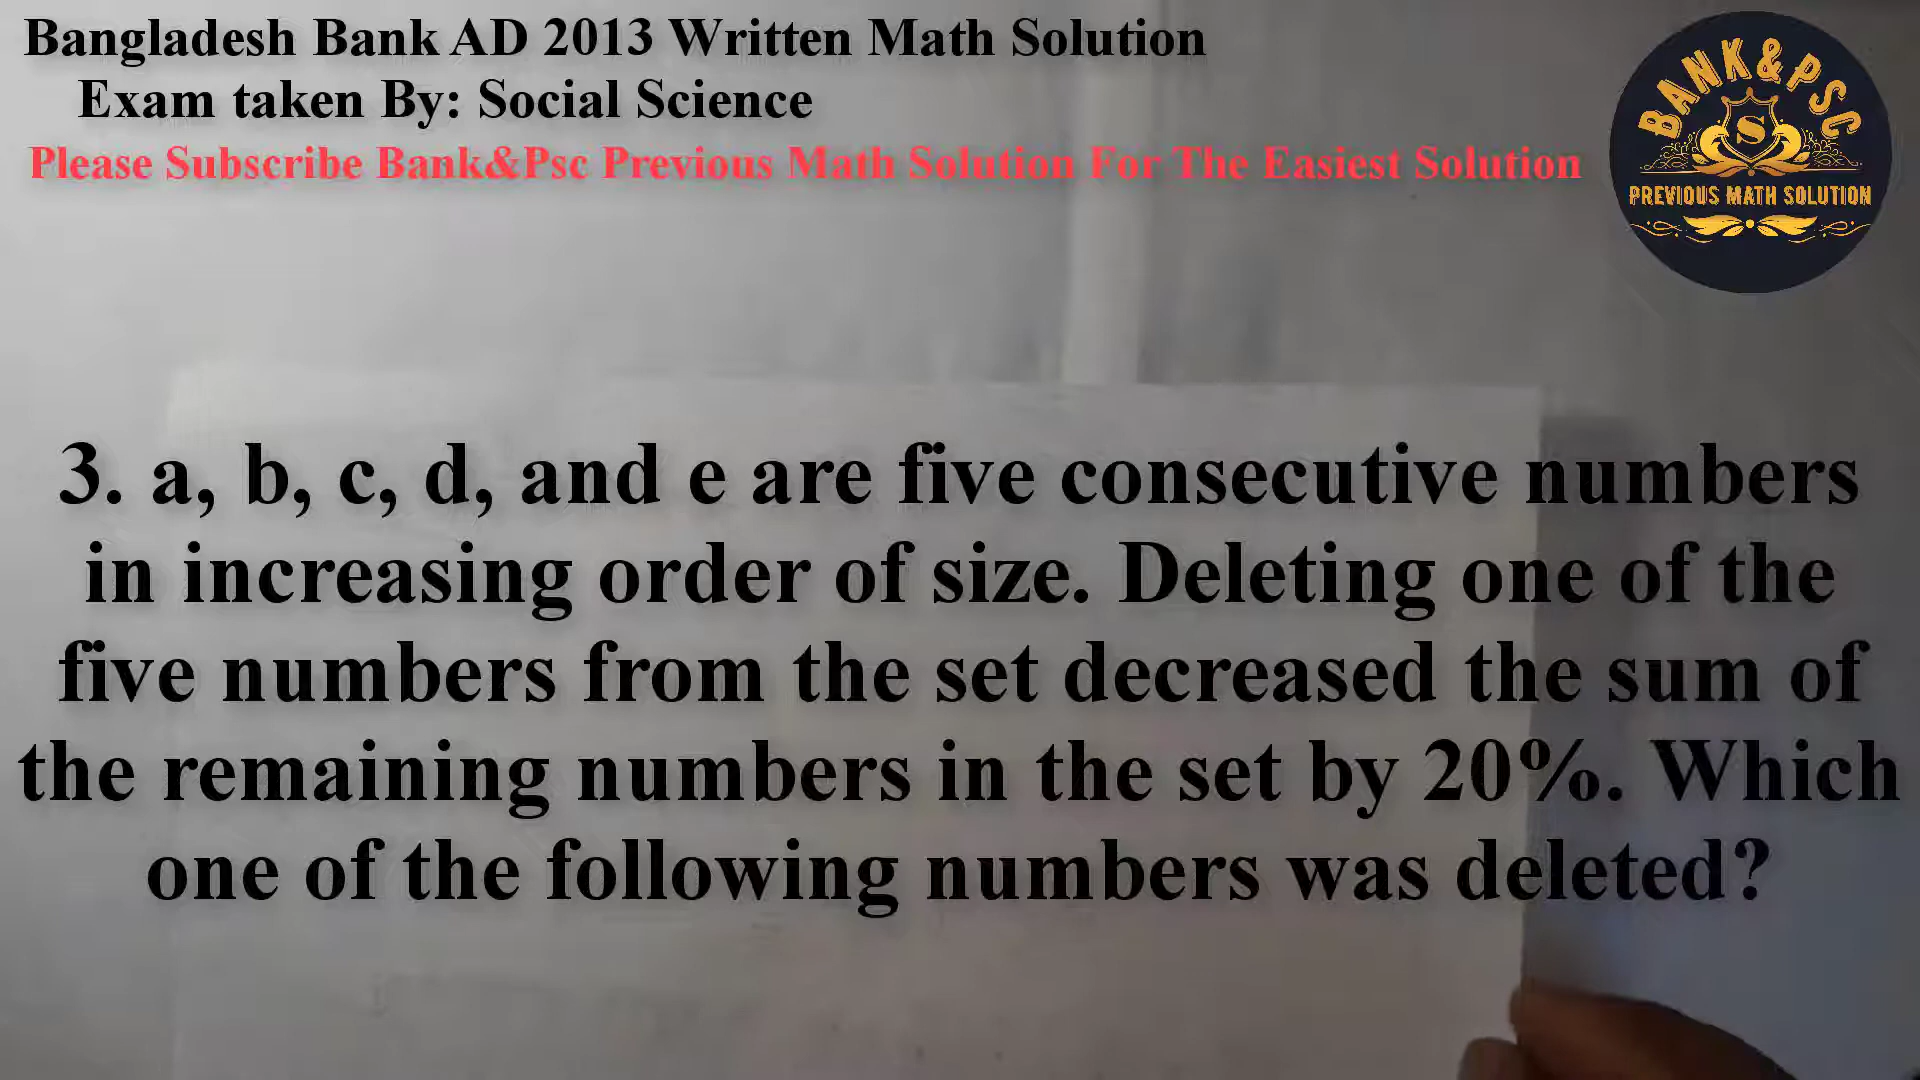 Bangladesh Bank AD 2013 Written Math Solution
Exam taken By: Social Science
Please Subscribe Bank&Psc Previous Math Solution For The Easiest Solution
BANK&PSC
S
PREVIOUS MATH SOLUTION
3. a, b, c, d, and e are five consecutive numbers
in increasing order of size. Deleting one of the
five numbers from the set decreased the sum of
the remaining numbers in the set by 20%. Which
one of the following numbers was deleted?